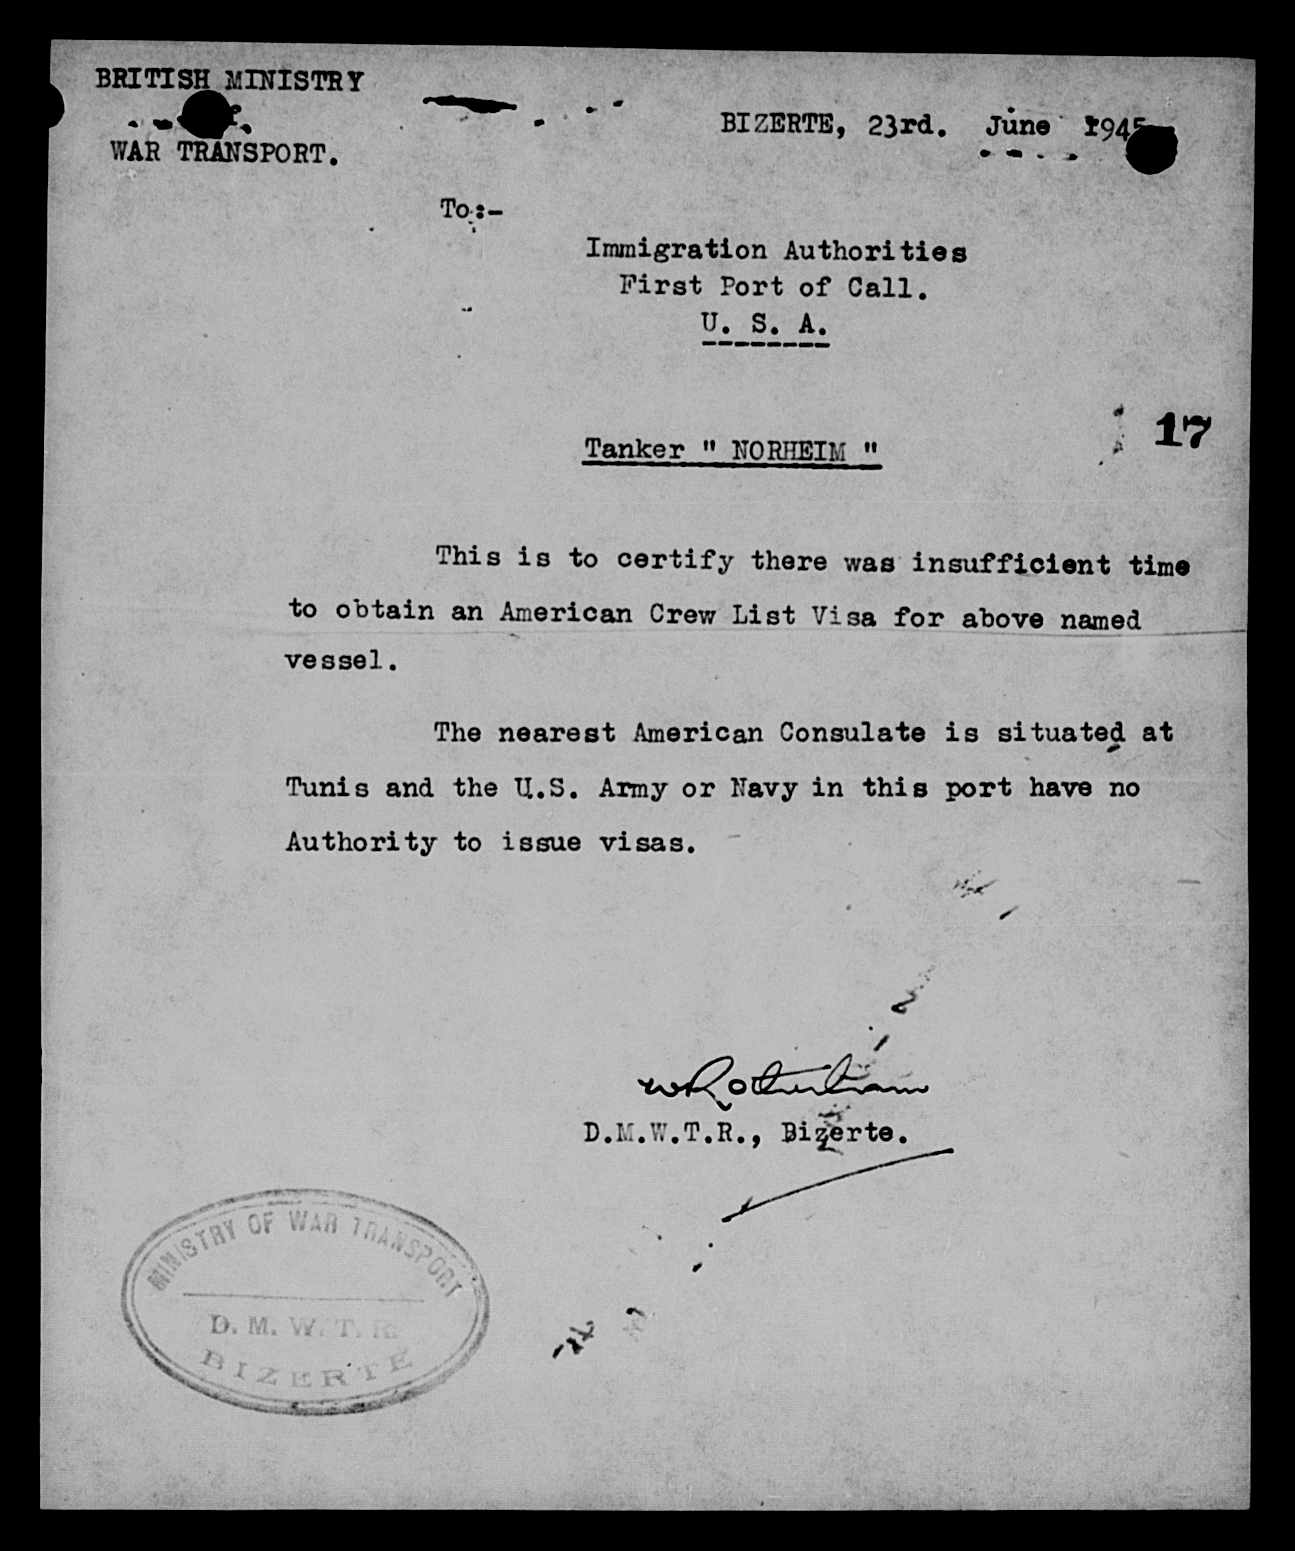 BRITISH MINISTRY
WAR TRANSPORT.
BIZERTE, 23rd. June 1945
To:-
Immigration Authorities
First Port of Call.
U. S. A.
17
Tanker " NORHEIM "
This is to certify there was insufficient time
to obtain an American Crew List Visa for above named
vessel.
The nearest American Consulate is situated at
Tunis and the U.S. Army or Navy in this port have no
Authority to issue visas.
WRotherham
D.M.W.T.R., Bizerte.
MINISTRY OF WAR TRANSPORT
D. M. W. T. R.
BIZERTE